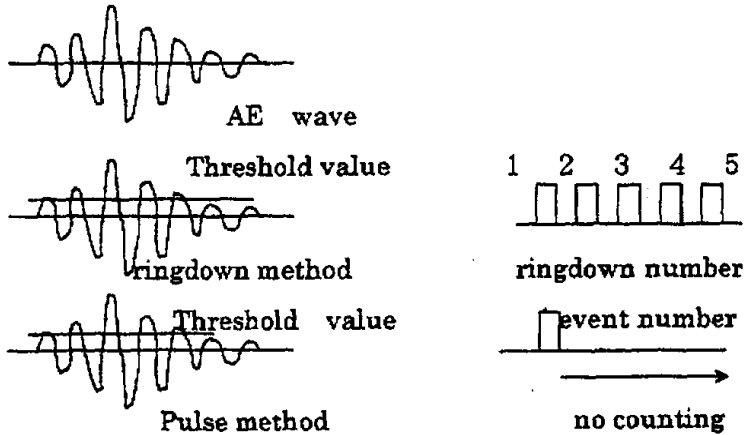 AE wave
Threshold value
1 2 3 4 5
ringdown method
ringdown number
Threshold value
event number
Pulse method
no counting